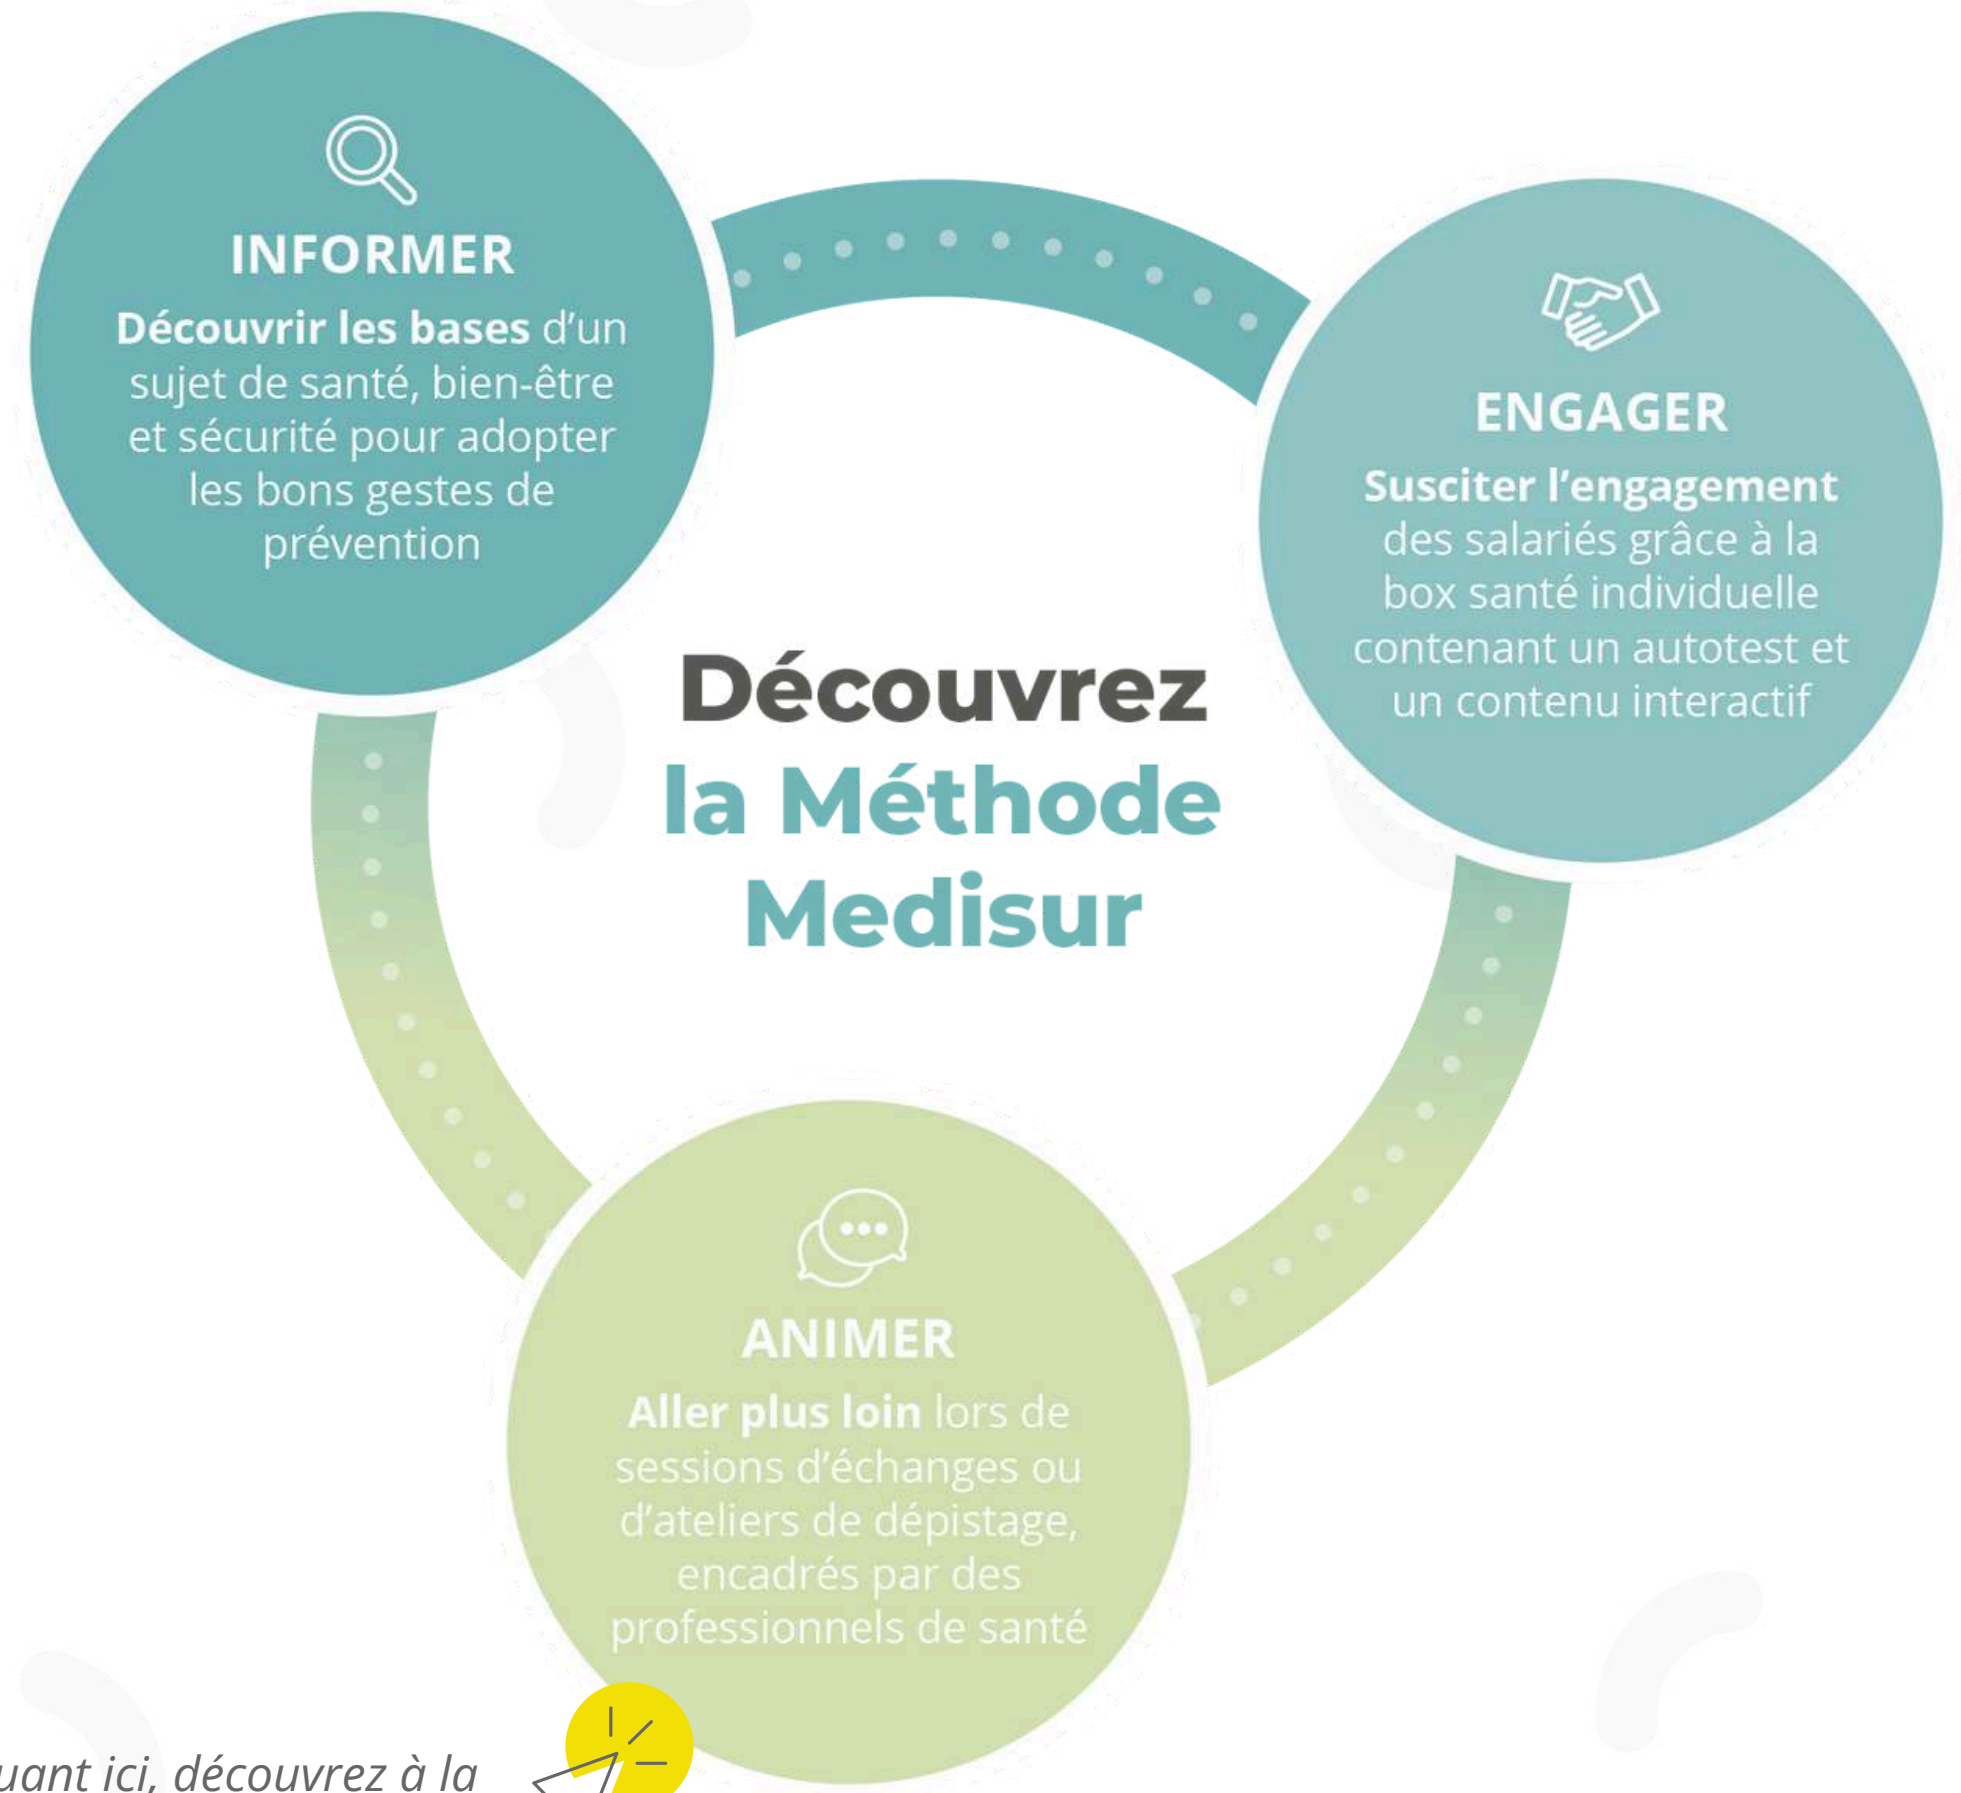 INFORMER
Découvrir les bases d’un
sujet de santé, bien-être
et sécurité pour adopter
les bons gestes de
prévention
ENGAGER
Susciter l’engagement
des salariés grâce à la
box santé individuelle
contenant un autotest et
un contenu interactif
Découvrez
la Méthode
Medisur
ANIMER
Aller plus loin lors de
sessions d’échanges ou
d’ateliers de dépistage,
encadrés par des
professionnels de santé
ici, découvrez à la